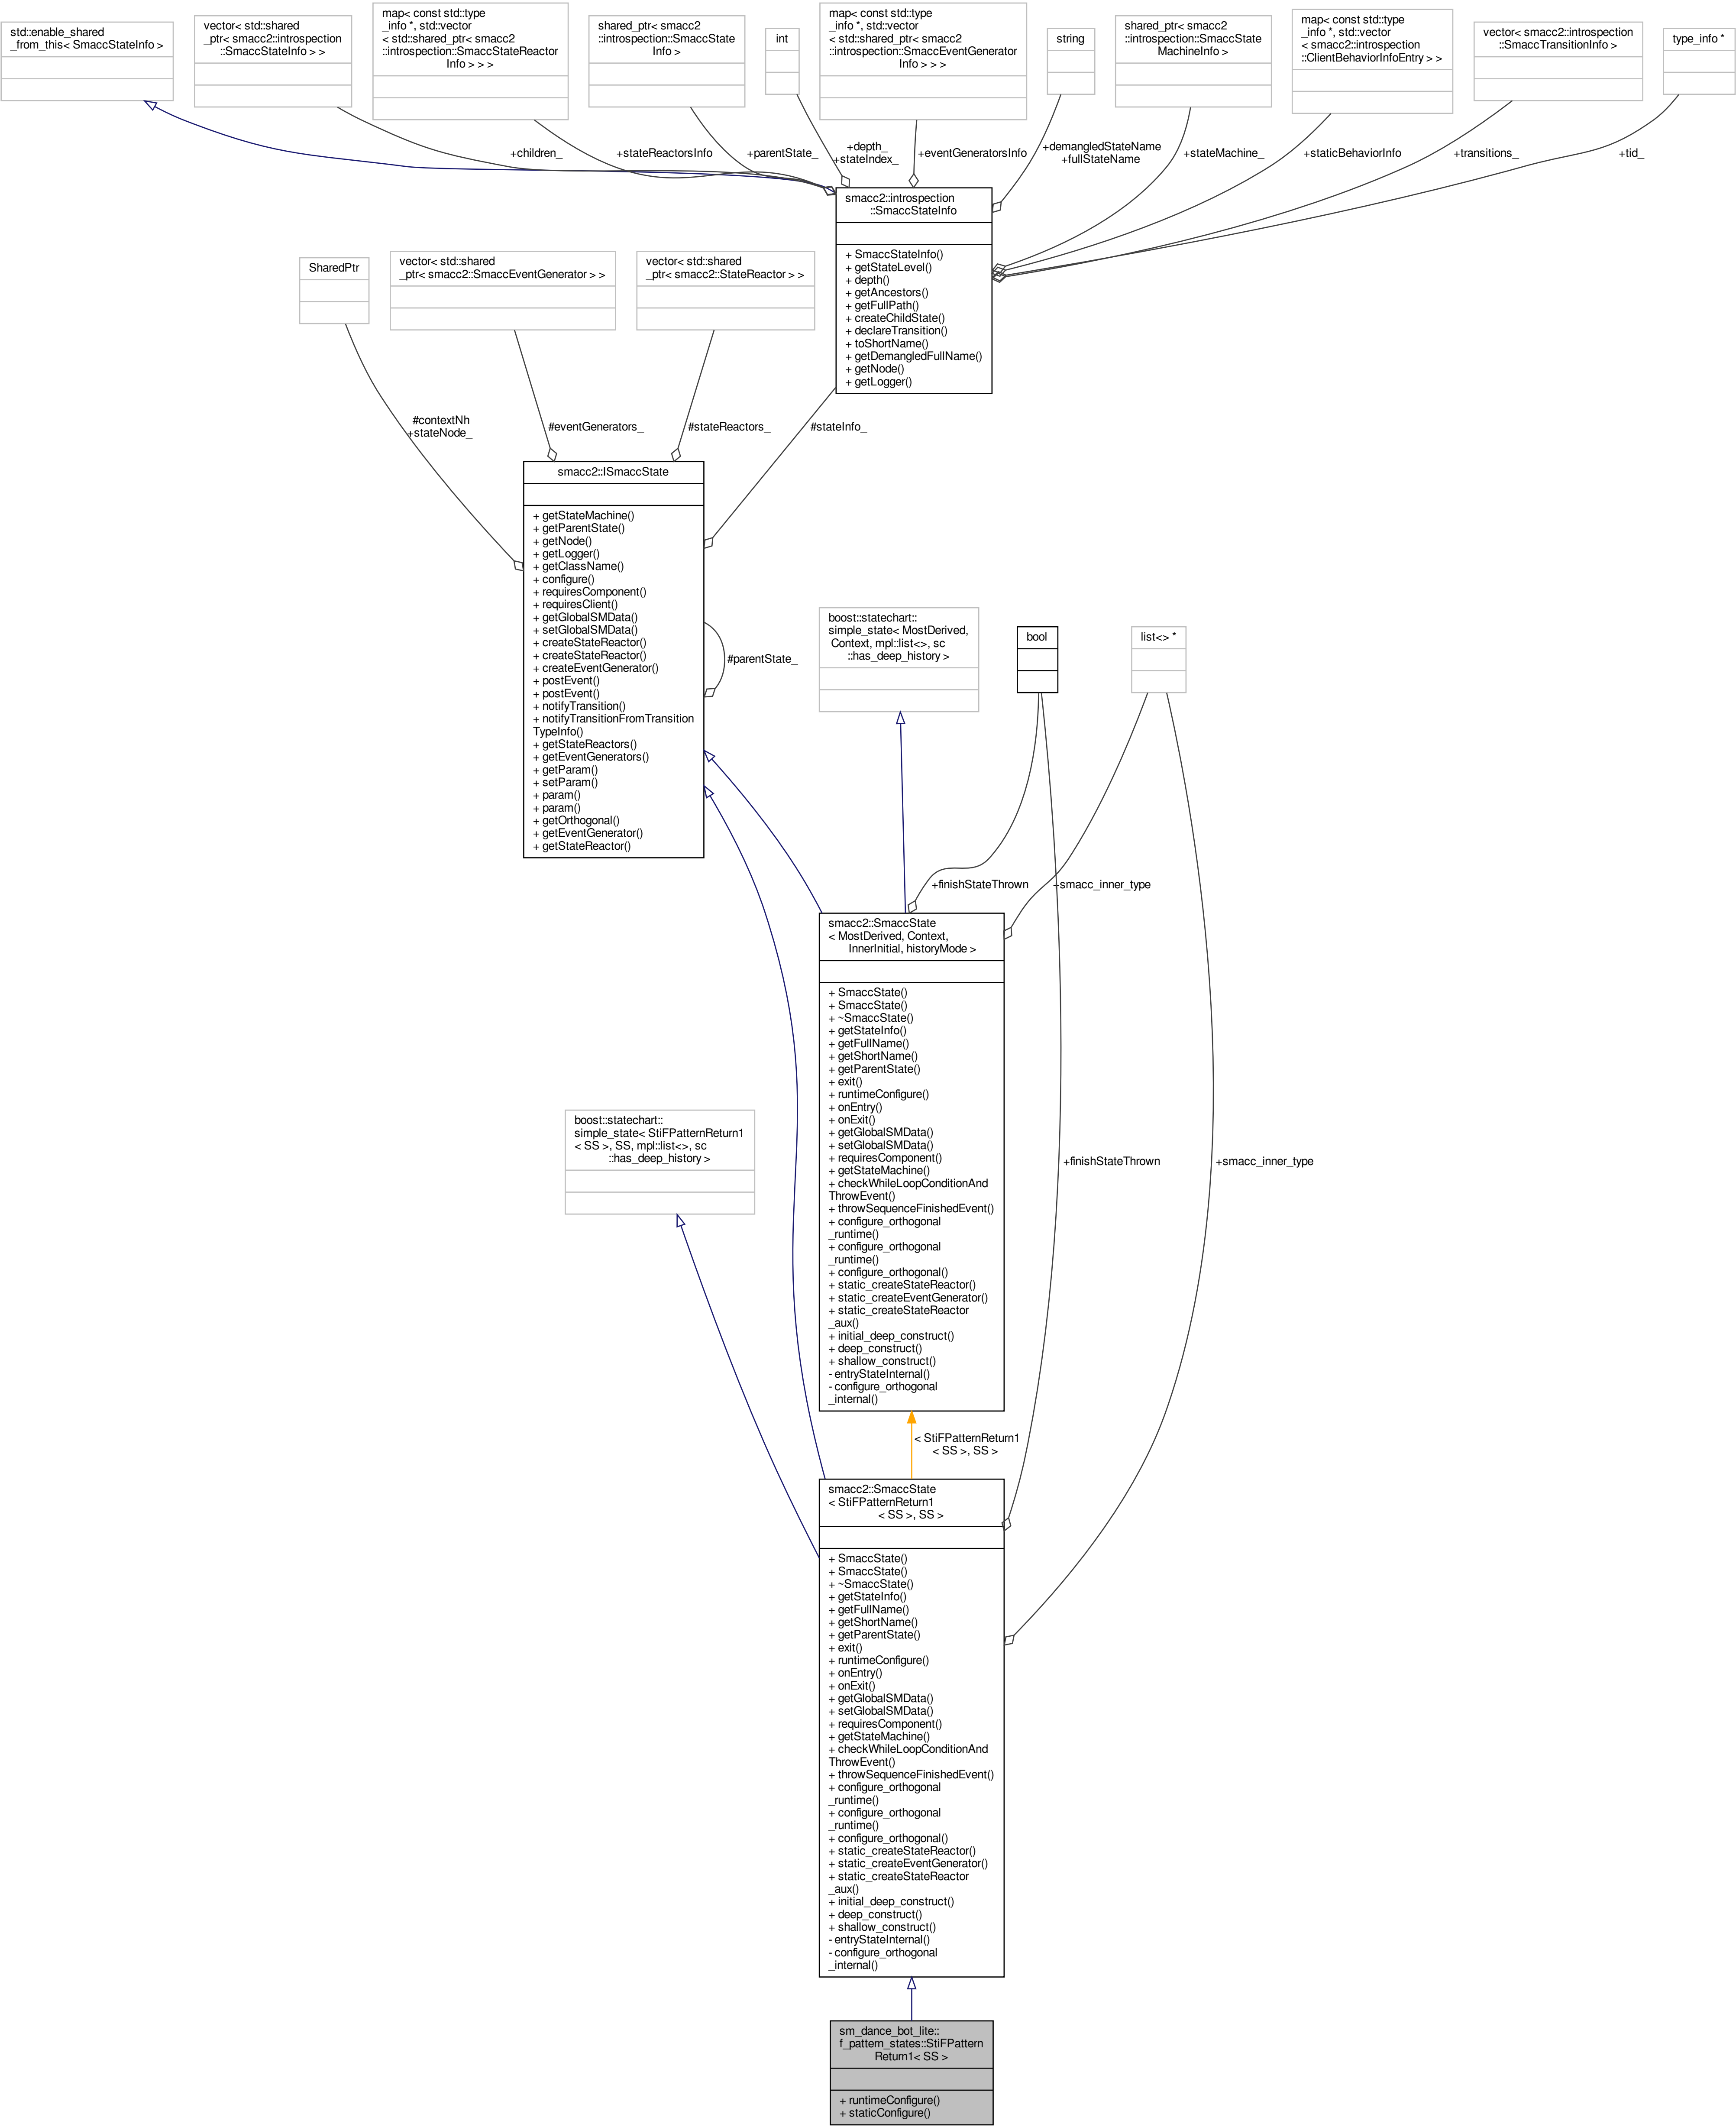 std::enable_shared
_from_this< SmaccStateInfo >
vector< std::shared
_ptr< smacc2::introspection
::SmaccStateInfo > >
map< const std::type
_info *, std::vector
< std::shared_ptr< smacc2
::introspection::SmaccStateReactor
Info > > >
shared_ptr< smacc2
::introspection::SmaccState
Info >
int
map< const std::type
_info *, std::vector
< std::shared_ptr< smacc2
::introspection::SmaccEventGenerator
Info > > >
string
shared_ptr< smacc2
::introspection::SmaccState
MachineInfo >
map< const std::type
_info *, std::vector
< smacc2::introspection
::ClientBehaviorInfoEntry > >
vector< smacc2::introspection
::SmaccTransitionInfo >
type_info *
+children_
+stateReactorsInfo
+parentState_
+depth_
+stateIndex_
+eventGeneratorsInfo
+demangledStateName
+fullStateName
+stateMachine_
+staticBehaviorInfo
+transitions_
+tid_
smacc2::introspection
::SmaccStateInfo
+ SmaccStateInfo()
+ getStateLevel()
+ depth()
+ getAncestors()
+ getFullPath()
+ createChildState()
+ declareTransition()
+ toShortName()
+ getDemangledFullName()
+ getNode()
+ getLogger()
SharedPtr
vector< std::shared
_ptr< smacc2::SmaccEventGenerator > >
vector< std::shared
_ptr< smacc2::StateReactor > >
#contextNh
+stateNode_
#eventGenerators_
#stateReactors_
#stateInfo_
smacc2::ISmaccState
+ getStateMachine()
+ getParentState()
+ getNode()
+ getLogger()
+ getClassName()
+ configure()
+ requiresComponent()
+ requiresClient()
+ getGlobalSMData()
+ setGlobalSMData()
+ createStateReactor()
+ createStateReactor()
+ createEventGenerator()
+ postEvent()
+ postEvent()
+ notifyTransition()
+ notifyTransitionFromTransition
TypeInfo()
+ getStateReactors()
+ getEventGenerators()
+ getParam()
+ setParam()
+ param()
+ param()
+ getOrthogonal()
+ getEventGenerator()
+ getStateReactor()
#parentState_
boost::statechart::
simple_state< MostDerived,
Context, mpl::list<>, sc
::has_deep_history >
bool
list<> *
+finishStateThrown
+smacc_inner_type
smacc2::SmaccState
< MostDerived, Context,
InnerInitial, historyMode >
+ SmaccState()
+ SmaccState()
+ ~SmaccState()
+ getStateInfo()
+ getFullName()
+ getShortName()
+ getParentState()
+ exit()
+ runtimeConfigure()
+ onEntry()
+ onExit()
+ getGlobalSMData()
+ setGlobalSMData()
+ requiresComponent()
+ getStateMachine()
+ checkWhileLoopConditionAnd
ThrowEvent()
+ throwSequenceFinishedEvent()
+ configure_orthogonal
_runtime()
+ configure_orthogonal
_runtime()
+ configure_orthogonal()
+ static_createStateReactor()
+ static_createEventGenerator()
+ static_createStateReactor
_aux()
+ initial_deep_construct()
+ deep_construct()
+ shallow_construct()
- entryStateInternal()
- configure_orthogonal
_internal()
boost::statechart::
simple_state< StiFPatternReturn1
< SS >, SS, mpl::list<>, sc
::has_deep_history >
+finishStateThrown
+smacc_inner_type
< StiFPatternReturn1
< SS >, SS >
smacc2::SmaccState
< StiFPatternReturn1
< SS >, SS >
+ SmaccState()
+ SmaccState()
+ ~SmaccState()
+ getStateInfo()
+ getFullName()
+ getShortName()
+ getParentState()
+ exit()
+ runtimeConfigure()
+ onEntry()
+ onExit()
+ getGlobalSMData()
+ setGlobalSMData()
+ requiresComponent()
+ getStateMachine()
+ checkWhileLoopConditionAnd
ThrowEvent()
+ throwSequenceFinishedEvent()
+ configure_orthogonal
_runtime()
+ configure_orthogonal
_runtime()
+ configure_orthogonal()
+ static_createStateReactor()
+ static_createEventGenerator()
+ static_createStateReactor
_aux()
+ initial_deep_construct()
+ deep_construct()
+ shallow_construct()
- entryStateInternal()
- configure_orthogonal
_internal()
sm_dance_bot_lite::
f_pattern_states::StiFPattern
Return1< SS >
+ runtimeConfigure()
+ staticConfigure()